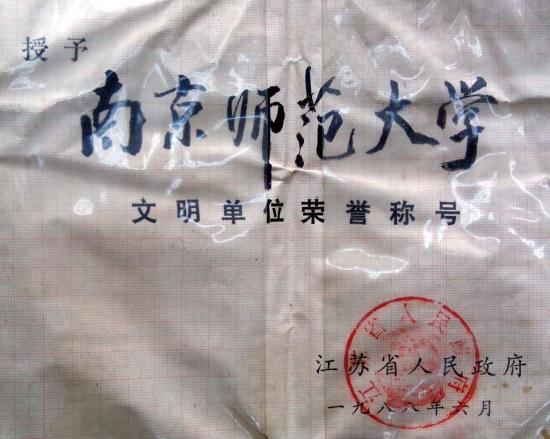 授予
南京师范大学
文明单位荣誉称号
江苏省人民政府
一九八八年六月